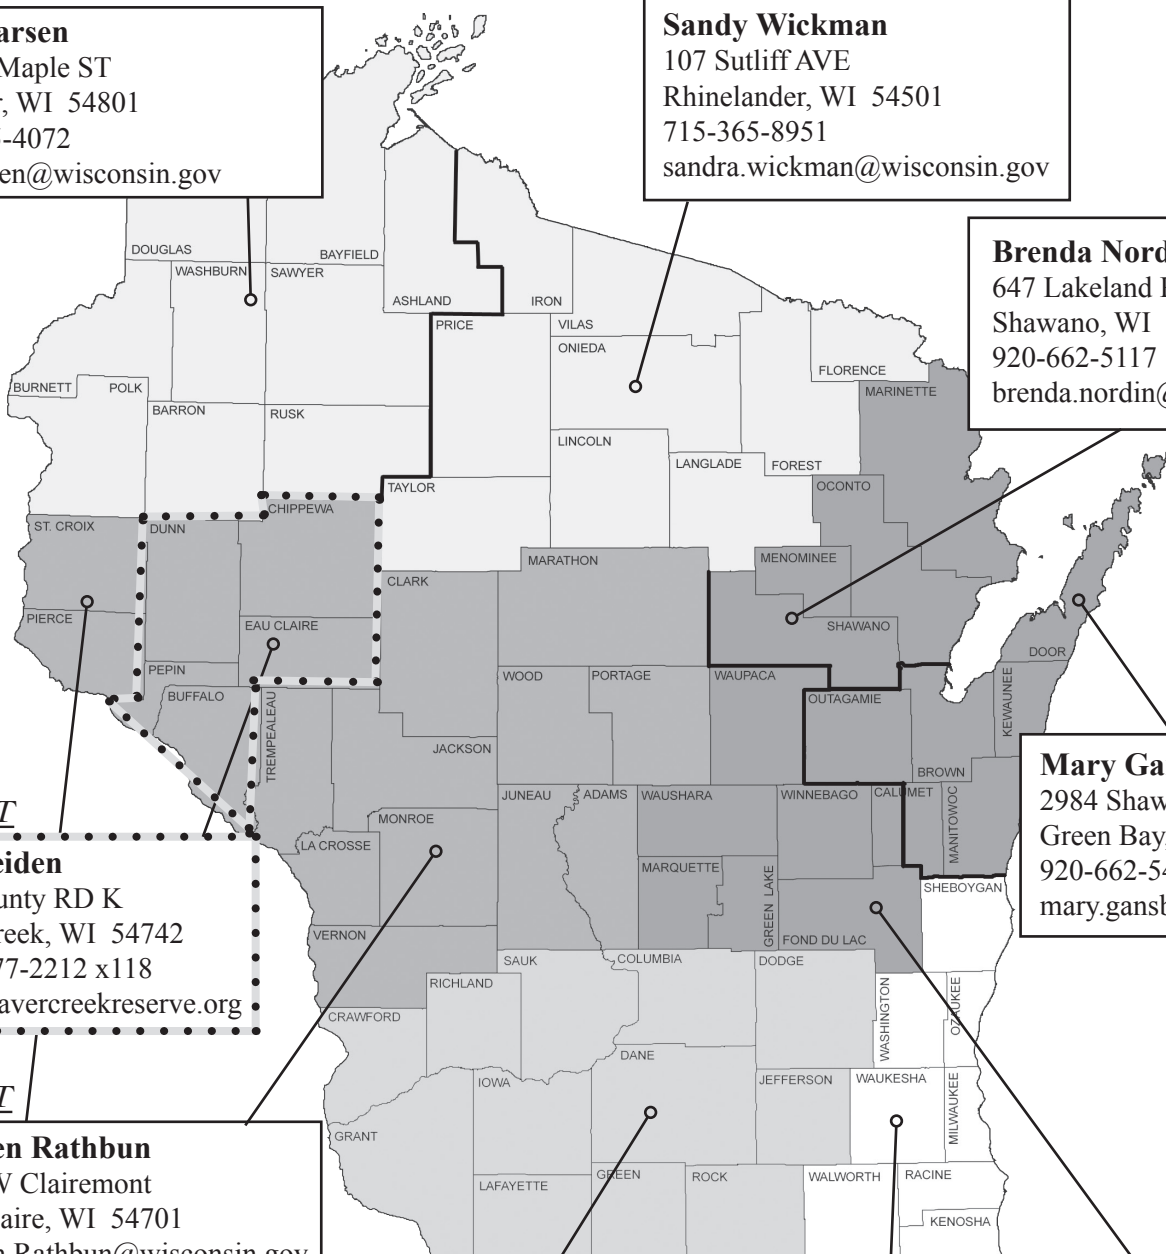 arsen
Maple ST
, WI 54801
-4072
en@wisconsin.gov
Sandy Wickman
107 Sutliff AVE
Rhinelander, WI 54501
715-365-8951
sandra.wickman@wisconsin.gov
Brenda Nord
647 Lakeland
Shawano, WI
920-662-5117
brenda.nordin@
DOUGLAS
BAYFIELD
WASHBURN
SAWYER
ASHLAND
IRON
PRICE
VILAS
ONIEDA
FLORENCE
BURNETT
POLK
MARINETTE
BARRON
RUSK
LINCOLN
LANGLADE
FOREST
TAYLOR
OCONTO
CHIPPEWA
ST. CROIX
DUNN
MARATHON
MENOMINEE
CLARK
PIERCE
EAU CLAIRE
SHAWANO
DOOR
PEPIN
WOOD
PORTAGE
WAUPACA
BUFFALO
TREMPEALEAU
OUTAGAMIE
KEWAUNEE
JACKSON
BROWN
Mary Ga
2984 Shaw
Green Bay,
920-662-54
mary.gansb
JUNEAU
ADAMS
WAUSHARA
WINNEBAGO
CALUMET
MANITOWOC
MONROE
T
LA CROSSE
MARQUETTE
GREEN LAKE
SHEBOYGAN
eiden
unty RD K
reek, WI 54742
77-2212 x118
avercreekreserve.org
VERNON
FOND DU LAC
SAUK
COLUMBIA
DODGE
RICHLAND
WASHINGTON
OZAUKEE
CRAWFORD
DANE
IOWA
JEFFERSON
WAUKESHA
MILWAUKEE
T
GRANT
en Rathbun
W Clairemont
aire, WI 54701
n.Rathbun@wisconsin.gov
LAFAYETTE
GREEN
ROCK
WALWORTH
RACINE
KENOSHA